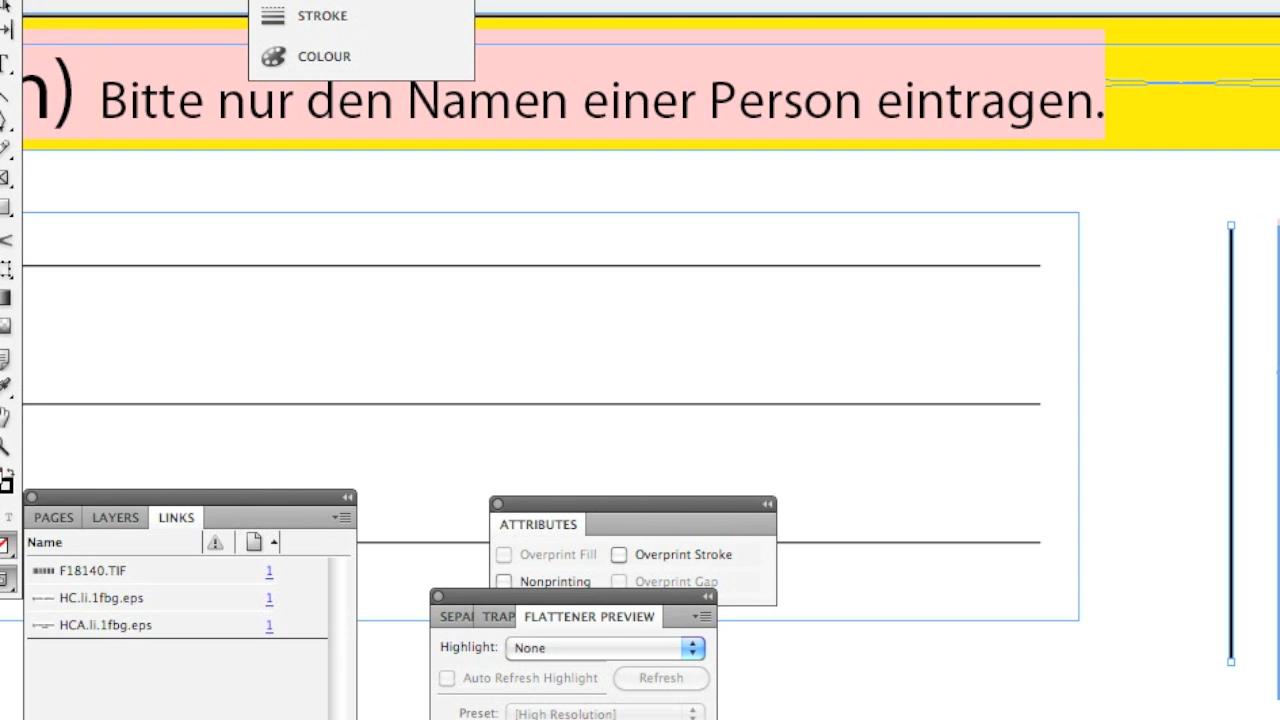 STROKE
COLOUR
n) Bitte nur den Namen einer Person eintragen.
PAGES LAYERS LINKS
Name
F18140.TIF 1
HC.li.1fbg.eps 1
HCA.li.1fbg.eps 1
ATTRIBUTES
Overprint Fill Overprint Stroke
Nonprinting Overprint Gap
SEPAI TRAP FLATTENER PREVIEW
Highlight: None
Auto Refresh Highlight Refresh
Preset: [High Resolution]